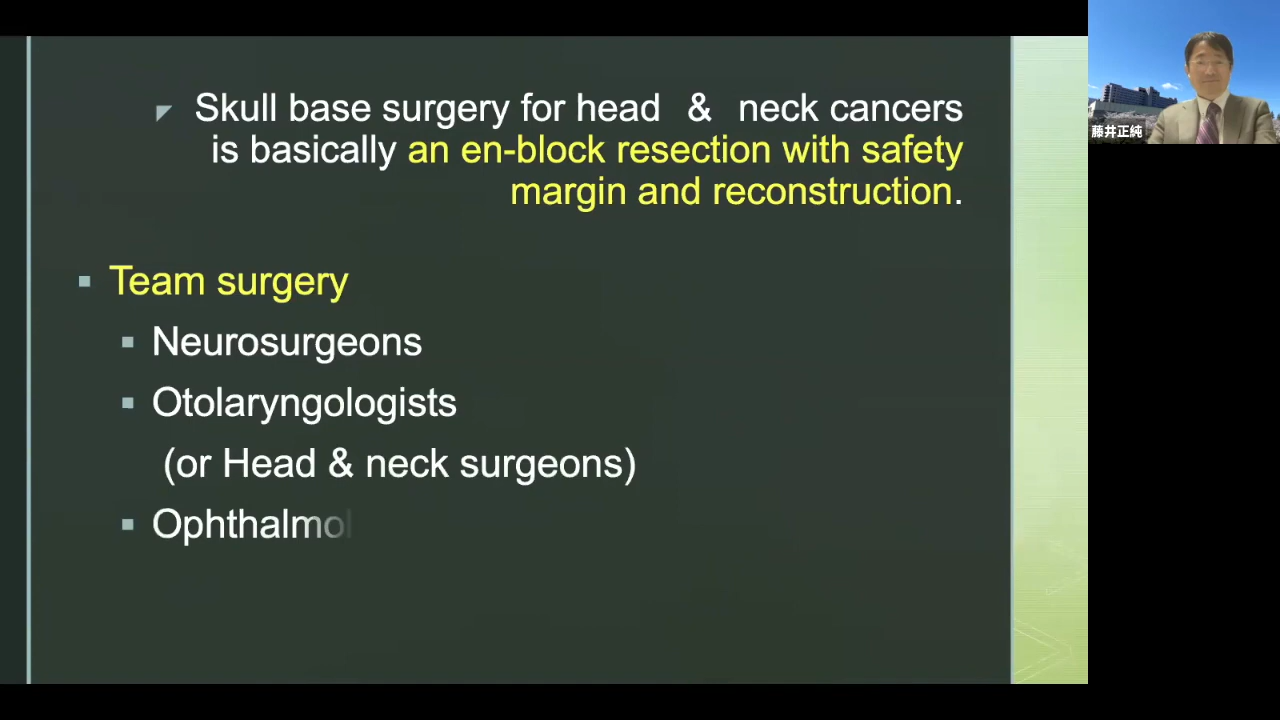 Skull base surgery for head & neck cancers
is basically an en-block resection with safety
margin and reconstruction.
Team surgery
Neurosurgeons
Otolaryngologists
(or Head & neck surgeons)
Ophthalmol
藤井正純